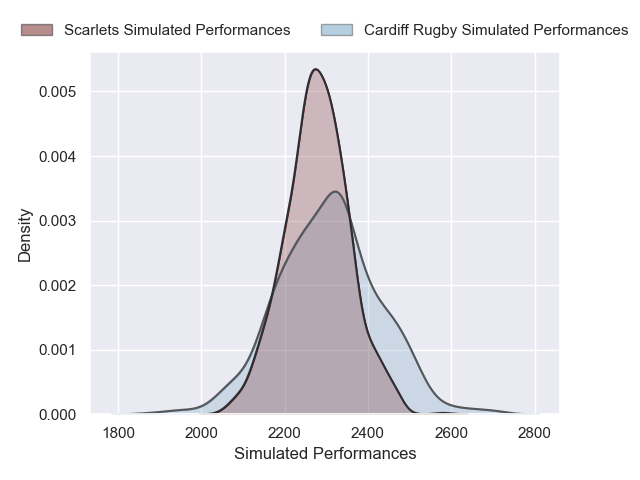 Scarlets Simulated Performances Cardiff Rugby Simulated Performances
0.005
0.004
0.003
0.002
0.001
0.000
Density
1800 2000 2200 2400 2600 2800
Simulated Performances